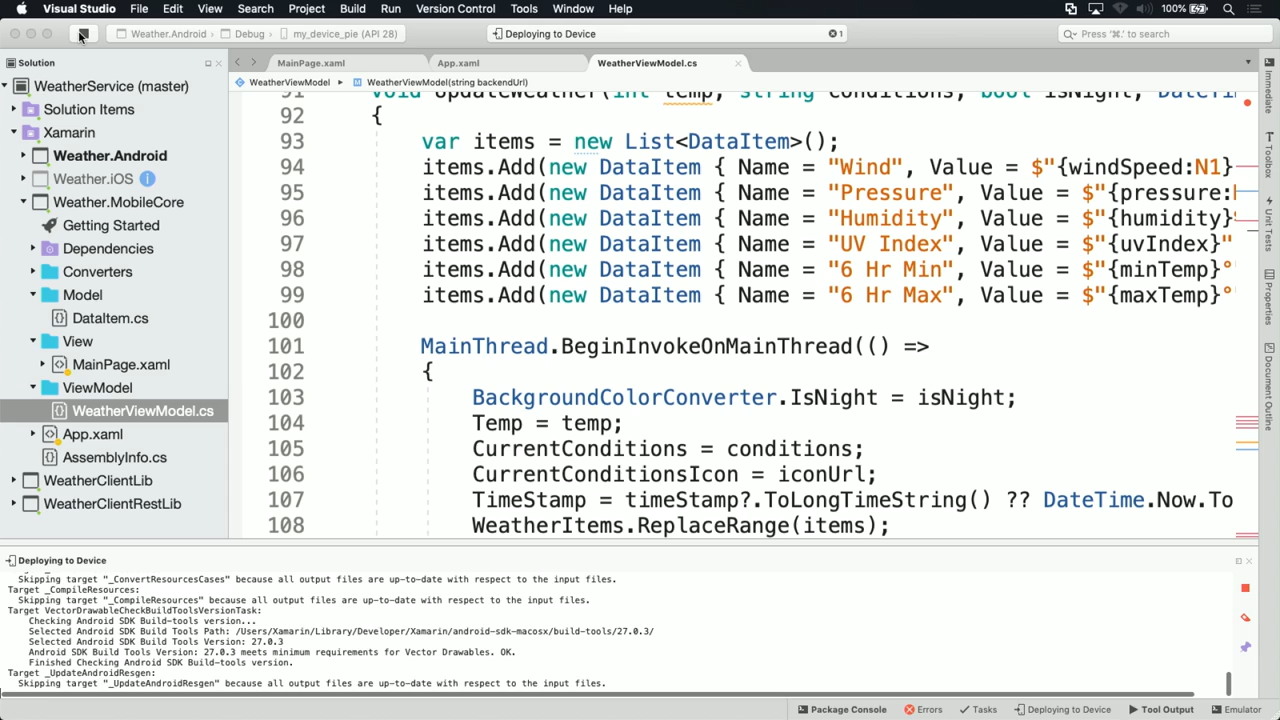 Visual Studio File Edit View Search Project Build Run Version Control Tools Window Help 100%
Weather.Android Debug my_device_pie (API 28) Deploying to Device 1 Press '⌘.' to search
Solution
MainPage.xaml App.xaml WeatherViewModel.cs
WeatherViewModel WeatherViewModel(string backendUrl)
WeatherService (master)
Solution Items
Xamarin
Weather.Android
Weather.iOS
Weather.MobileCore
Getting Started
Dependencies
Converters
Model
DataItem.cs
View
MainPage.xaml
ViewModel
WeatherViewModel.cs
App.xaml
AssemblyInfo.cs
WeatherClientLib
WeatherClientRestLib
91 void UpdateWeather(int temp, string conditions, bool isNight, DateTi
92 {
93 var items = new List<DataItem>();
94 items.Add(new DataItem { Name = "Wind", Value = $"{windSpeed:N1}
95 items.Add(new DataItem { Name = "Pressure", Value = $"{pressure:
96 items.Add(new DataItem { Name = "Humidity", Value = $"{humidity}
97 items.Add(new DataItem { Name = "UV Index", Value = $"{uvIndex}"
98 items.Add(new DataItem { Name = "6 Hr Min", Value = $"{minTemp}°
99 items.Add(new DataItem { Name = "6 Hr Max", Value = $"{maxTemp}°
100
101 MainThread.BeginInvokeOnMainThread(() =>
102 {
103 BackgroundColorConverter.IsNight = isNight;
104 Temp = temp;
105 CurrentConditions = conditions;
106 CurrentConditionsIcon = iconUrl;
107 TimeStamp = timeStamp?.ToLongTimeString() ?? DateTime.Now.To
108 WeatherItems.ReplaceRange(items);
Immediate
Toolbox
Unit Tests
Properties
Document Outline
Deploying to Device
Skipping target "_ConvertResourcesCases" because all output files are up-to-date with respect to the input files.
Target _CompileResources:
Skipping target "_CompileResources" because all output files are up-to-date with respect to the input files.
Target VectorDrawableCheckBuildToolsVersionTask:
Checking Android SDK Build-tools version...
Selected Android SDK Build Tools Path: /Users/Xamarin/Library/Developer/Xamarin/android-sdk-macosx/build-tools/27.0.3/
Selected Android SDK Build Tools Version: 27.0.3
Android SDK Build Tools Version: 27.0.3 meets minimum requirements for Vector Drawables. OK.
Finished Checking Android SDK Build-tools version.
Target _UpdateAndroidResgen:
Skipping target "_UpdateAndroidResgen" because all output files are up-to-date with respect to the input files.
Package Console Errors Tasks Deploying to Device Tool Output Emulator